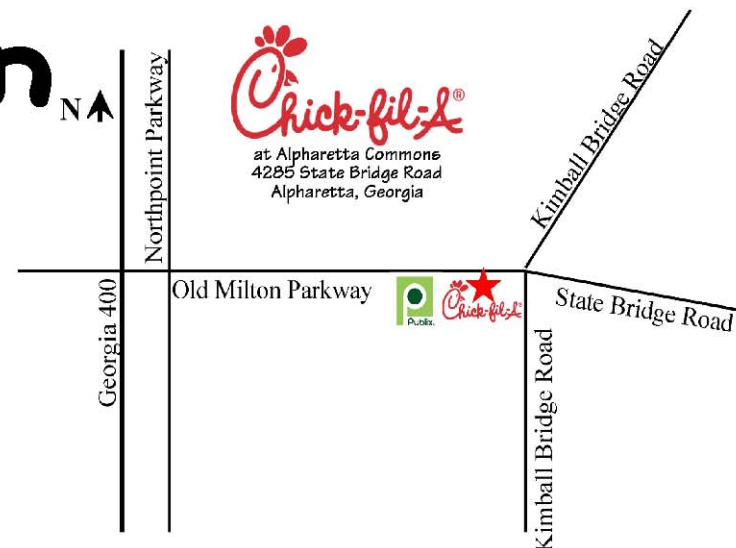 n
N
Northpoint Parkway
Chick-fil-A®
at Alpharetta Commons
4285 State Bridge Road
Alpharetta, Georgia
Kimball Bridge Road
Georgia 400
Old Milton Parkway
P
Publix.
Chick-fil-A®
State Bridge Road
Kimball Bridge Road